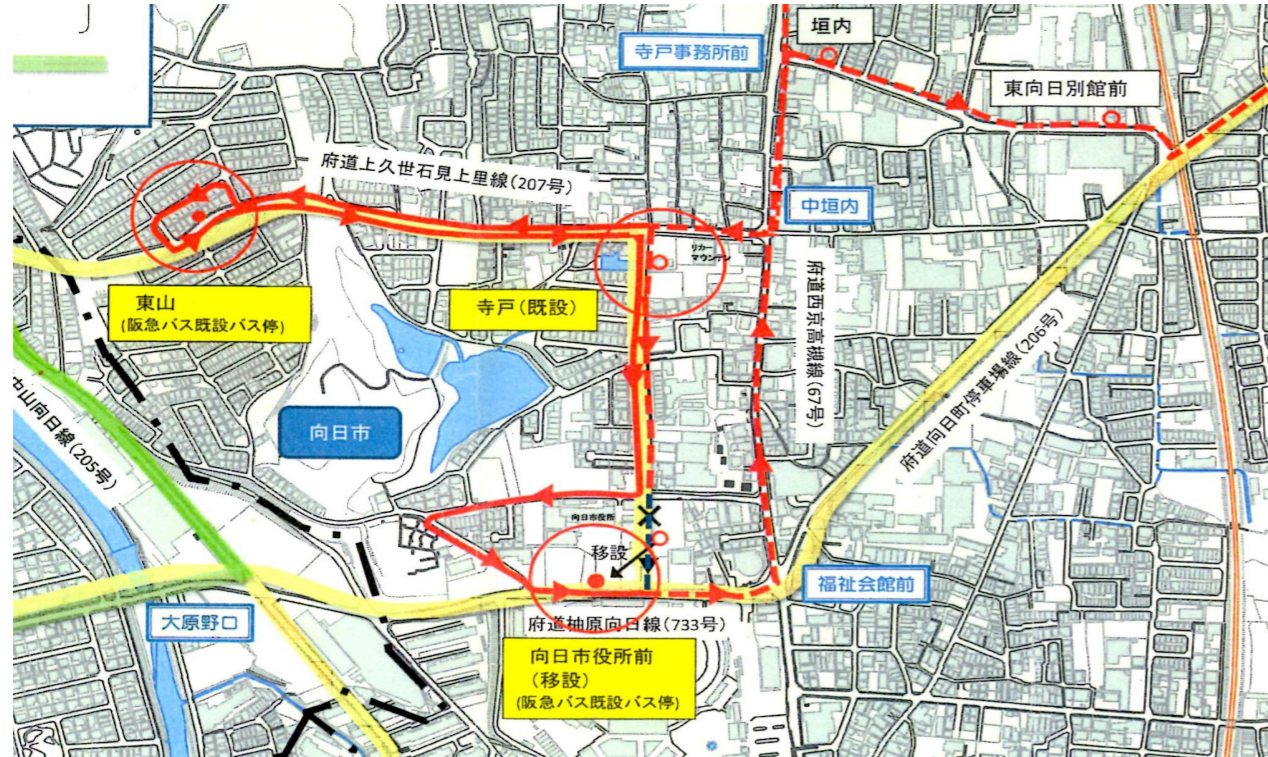 垣内
寺戸事務所前
東向日別館前
府道上久世石見上里線(207号)
中垣内
リカー
マウンテン
東山
(阪急バス既設バス停)
寺戸(既設)
府道西京高槻線(67号)
府道向日町停車場線(206号)
向日市
中山向日線(205号)
向日市役所
移設
福祉会館前
大原野口
府道柚原向日線(733号)
向日市役所前
(移設)
(阪急バス既設バス停)